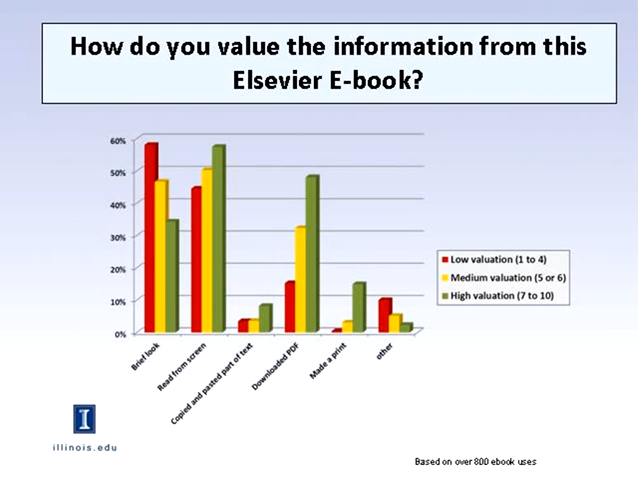 How do you value the information from this
Elsevier E-book?
60%
50%
40%
30%
20%
10%
0%
Brief look
Read from screen
Copied and pasted part of text
Downloaded PDF
Made a print
other
Low valuation (1 to 4)
Medium valuation (5 or 6)
High valuation (7 to 10)
I
illinois.edu
Based on over 800 ebook uses